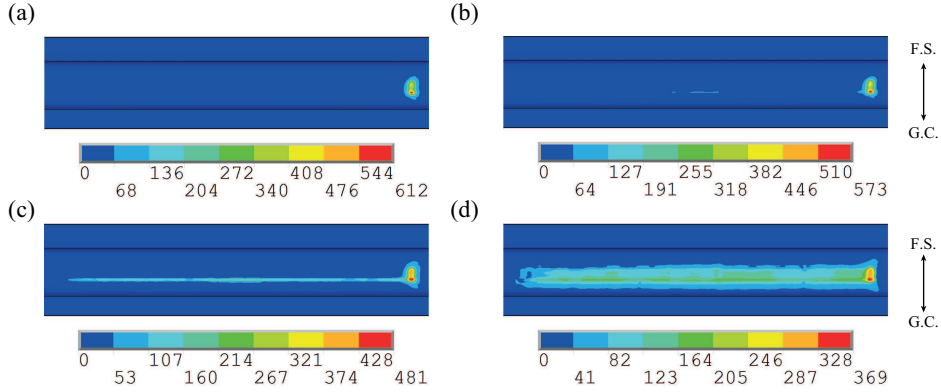 (a)
(b)
F.S.
G.C.
0 136 272 408 544
68 204 340 476 612
0 127 255 382 510
64 191 318 446 573
(c)
(d)
F.S.
G.C.
0 107 214 321 428
53 160 267 374 481
0 82 164 246 328
41 123 205 287 369